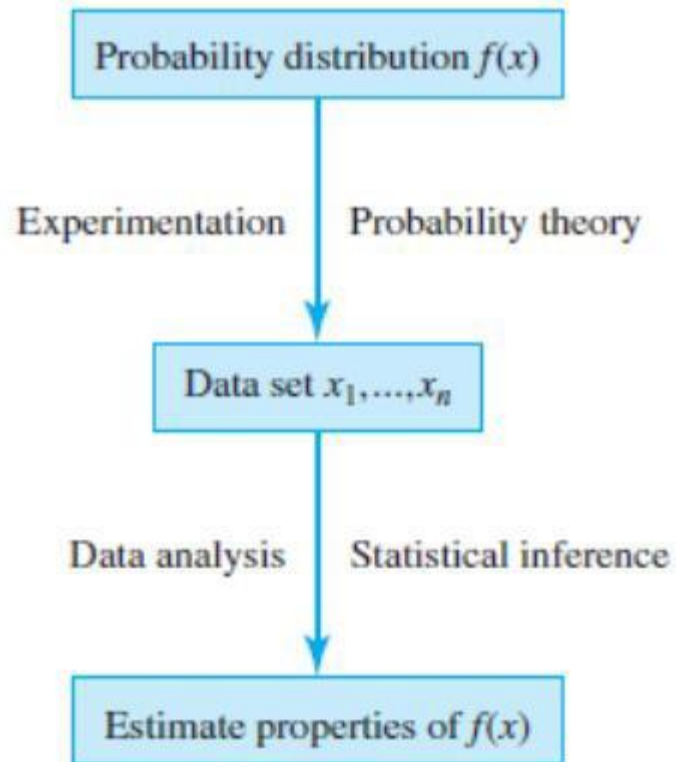 Probability distribution f(x)
Experimentation Probability theory
Data set x₁,...,xₙ
Data analysis Statistical inference
Estimate properties of f(x)